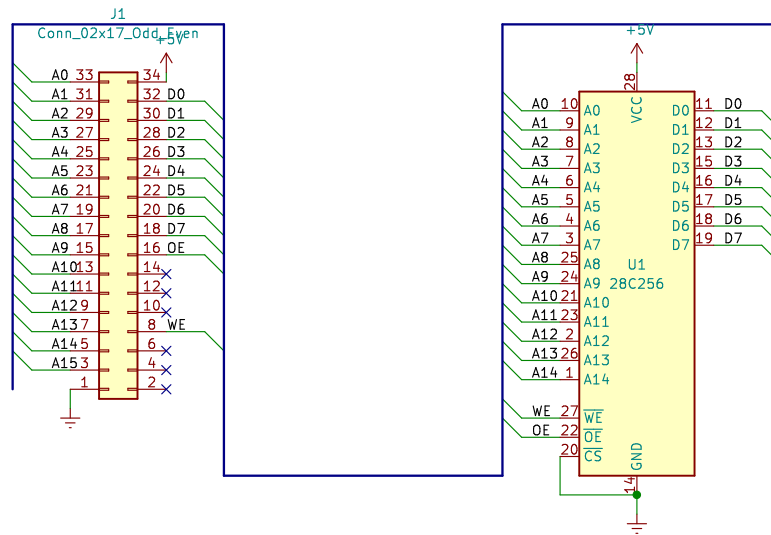 J1
Conn_02x17_Odd_Even
+5V
A0 33 34
A1 31 32 D0
A2 29 30 D1
A3 27 28 D2
A4 25 26 D3
A5 23 24 D4
A6 21 22 D5
A7 19 20 D6
A8 17 18 D7
A9 15 16 OE
A10 13 14
A11 11 12
A12 9 10
A13 7 8 WE
A14 5 6
A15 3 4
1 2
+5V
28
VCC
A0 10 A0 D0 11 D0
A1 9 A1 D1 12 D1
A2 8 A2 D2 13 D2
A3 7 A3 D3 15 D3
A4 6 A4 D4 16 D4
A5 5 A5 D5 17 D5
A6 4 A6 D6 18 D6
A7 3 A7 D7 19 D7
A8 25 A8 U1
A9 24 A9 28C256
A10 21 A10
A11 23 A11
A12 2 A12
A13 26 A13
A14 1 A14
WE 27 WE
OE 22 OE
20 CS
GND
14